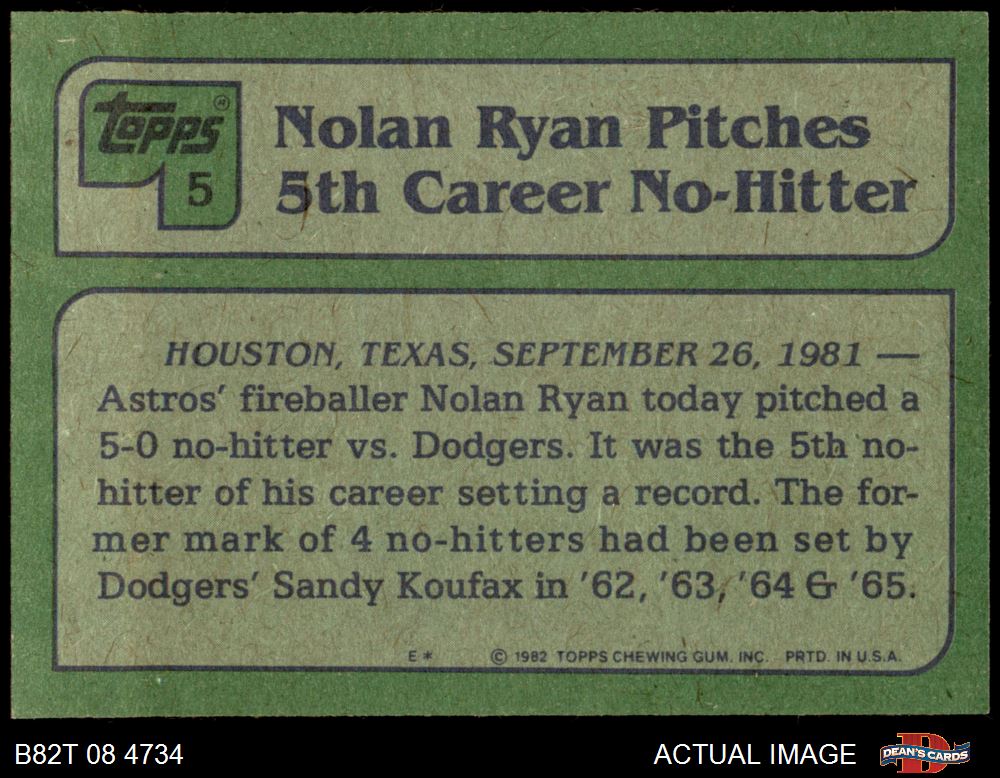 TOPPS ®
5
Nolan Ryan Pitches
5th Career No-Hitter
HOUSTON, TEXAS, SEPTEMBER 26, 1981 —
Astros' fireballer Nolan Ryan today pitched a
5-0 no-hitter vs. Dodgers. It was the 5th no-
hitter of his career setting a record. The for-
mer mark of 4 no-hitters had been set by
Dodgers' Sandy Koufax in '62, '63, '64 & '65.
E* © 1982 TOPPS CHEWING GUM, INC. PRTD. IN U.S.A.
B82T 08 4734 ACTUAL IMAGE DEAN'S CARDS